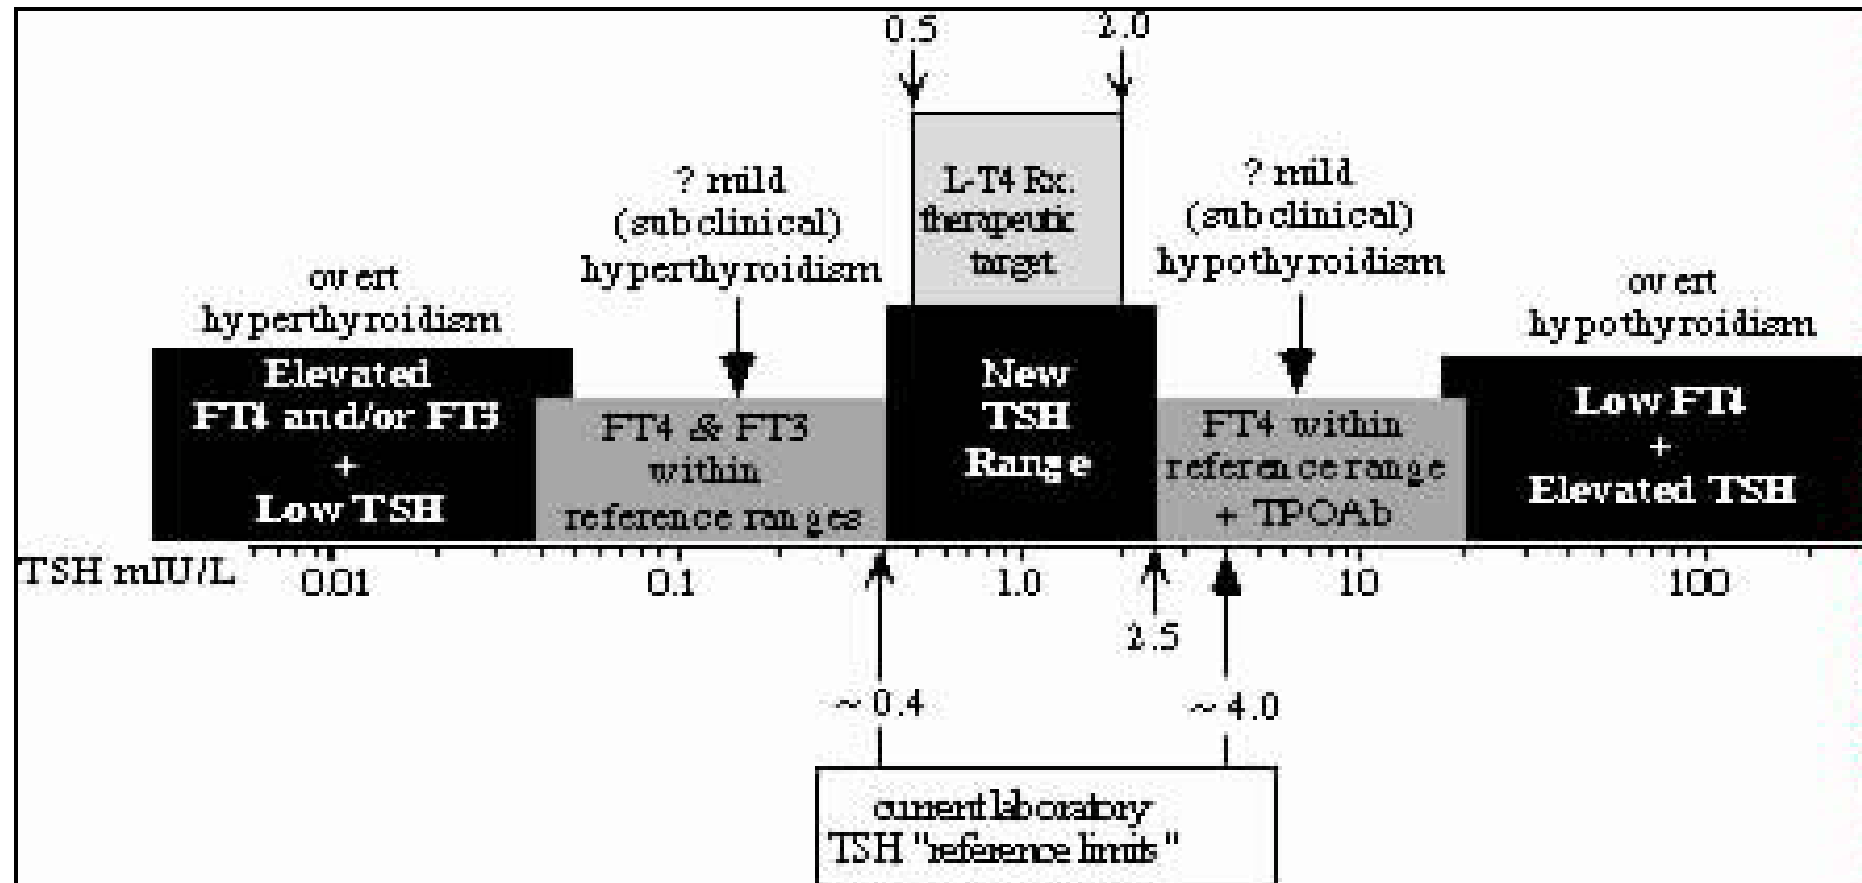 0.5
2.0
? mild
(subclinical)
hyperthyroidism
L-T4 Rx.
therapeutic
target
? mild
(subclinical)
hypothyroidism
overt
hyperthyroidism
overt
hypothyroidism
Elevated
FT4 and/or FT3
+
Low TSH
FT4 & FT3
within
reference ranges
New
TSH
Range
FT4 within
reference range
+ TPOAb
Low FT4
+
Elevated TSH
TSH mIU/L
0.01
0.1
1.0
10
100
2.5
~ 0.4
~ 4.0
current laboratory
TSH "reference limits"